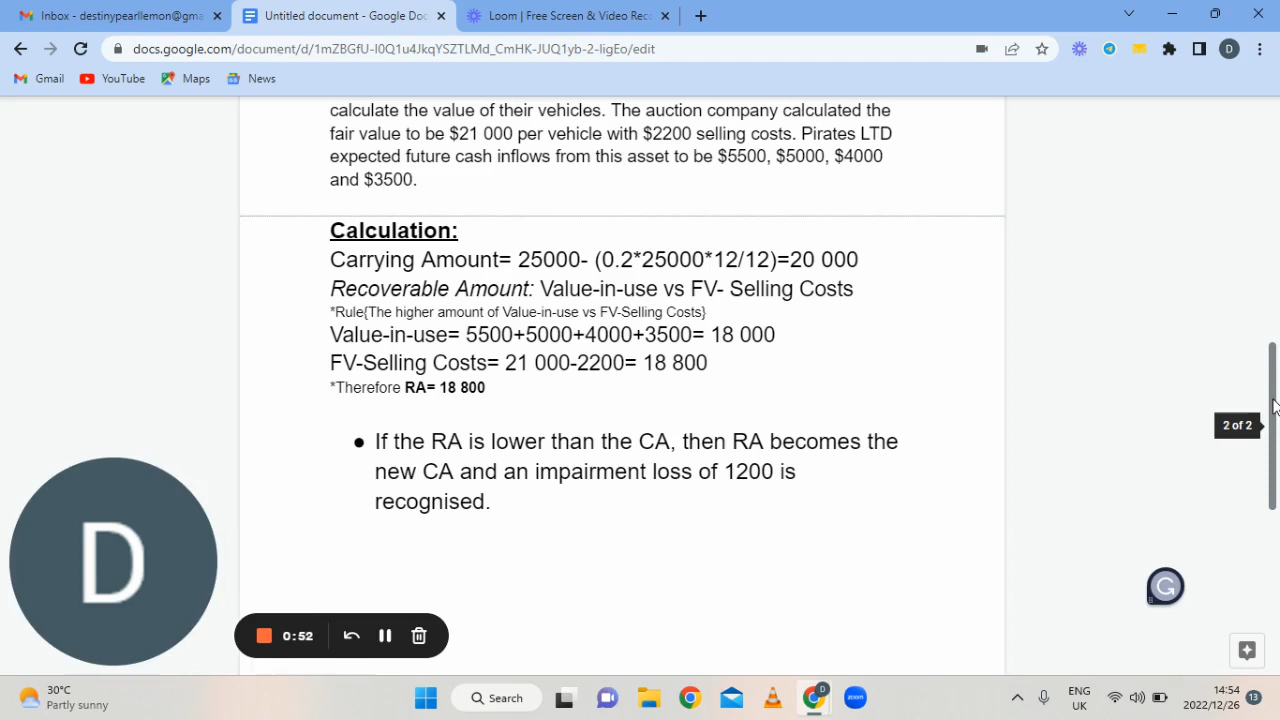 Inbox - destinypearllemon@gma
Untitled document - Google Doc
Loom | Free Screen & Video Rec
docs.google.com/document/d/1mZBGfU-I0Q1u4JkqYSZTLMd_CmHK-JUQ1yb-2-ligEo/edit
D
Gmail
YouTube
Maps
News
calculate the value of their vehicles. The auction company calculated the
fair value to be $21 000 per vehicle with $2200 selling costs. Pirates LTD
expected future cash inflows from this asset to be $5500, $5000, $4000
and $3500.
Calculation:
Carrying Amount= 25000- (0.2*25000*12/12)=20 000
Recoverable Amount: Value-in-use vs FV- Selling Costs
*Rule{The higher amount of Value-in-use vs FV-Selling Costs}
Value-in-use= 5500+5000+4000+3500= 18 000
FV-Selling Costs= 21 000-2200= 18 800
*Therefore RA= 18 800
● If the RA is lower than the CA, then RA becomes the
new CA and an impairment loss of 1200 is
recognised.
2 of 2
D
0:52
30°C
Partly sunny
Search
D
zoom
ENG
UK
14:54
2022/12/26
13